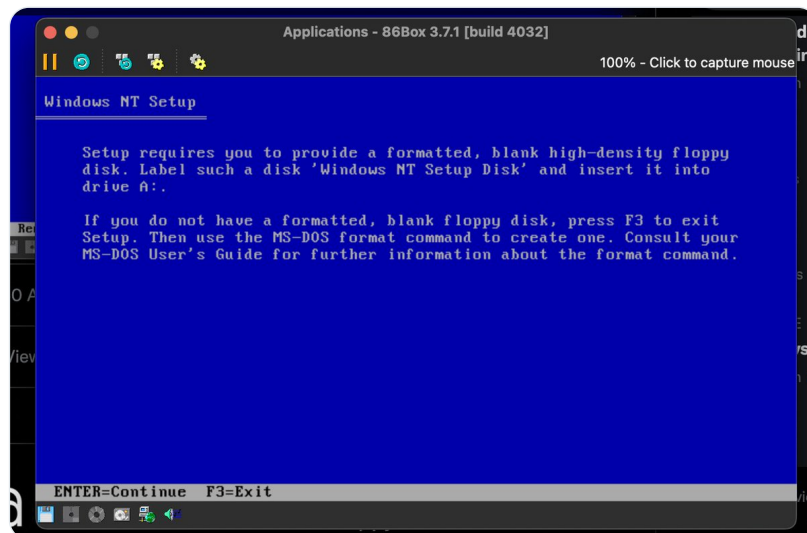 Applications - 86Box 3.7.1 [build 4032]
100% - Click to capture mouse
Windows NT Setup
Setup requires you to provide a formatted, blank high-density floppy
disk. Label such a disk 'Windows NT Setup Disk' and insert it into
drive A:.
If you do not have a formatted, blank floppy disk, press F3 to exit
Setup. Then use the MS-DOS format command to create one. Consult your
MS-DOS User's Guide for further information about the format command.
ENTER=Continue F3=Exit